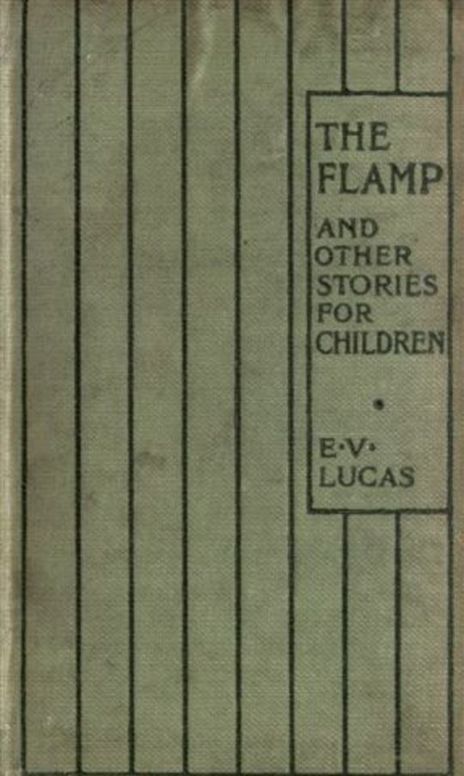 THE
FLAMP
AND
OTHER
STORIES
FOR
CHILDREN
E·V·
LUCAS